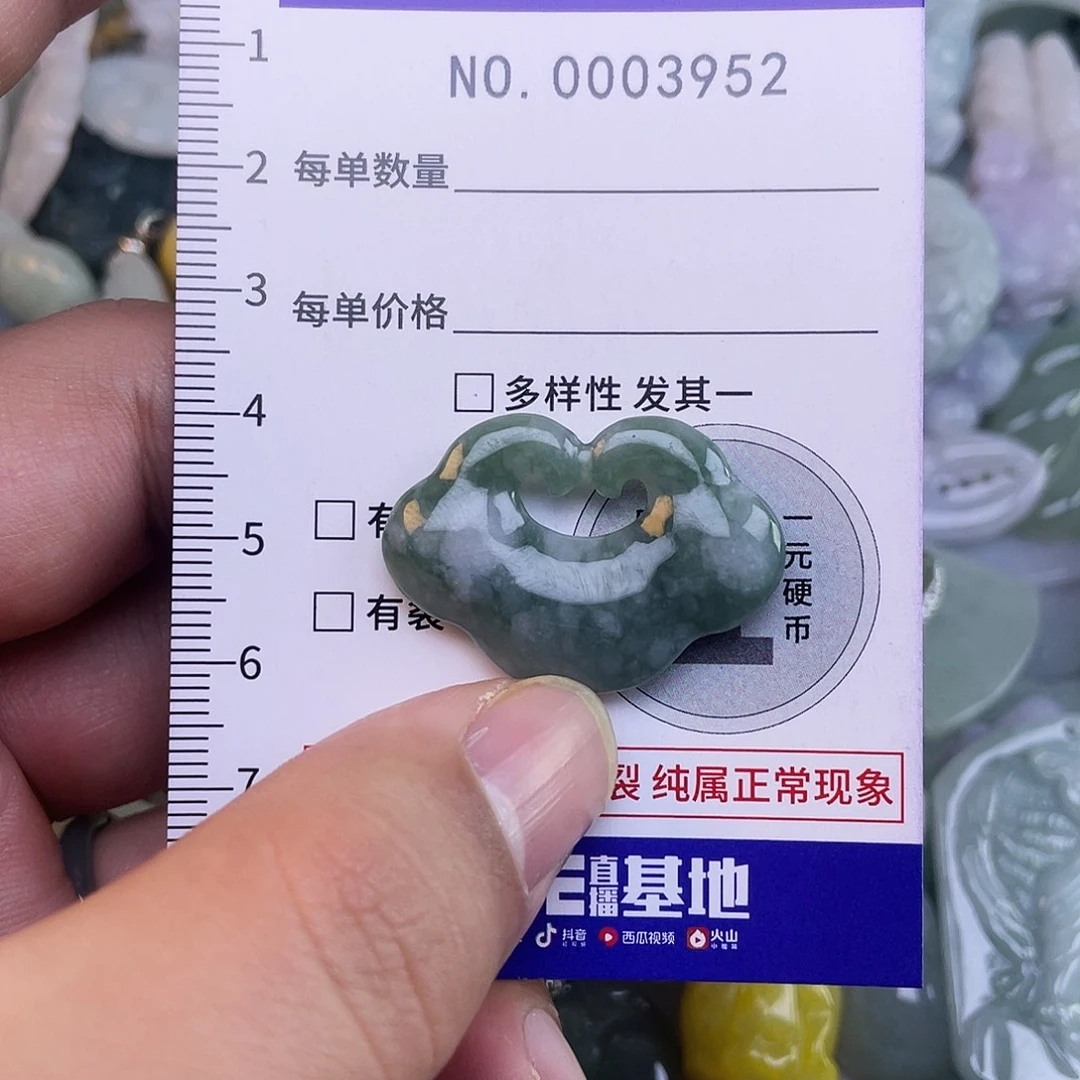 1
NO. 0003952
2
每单数量
3
每单价格
4
多样性 发其一
5
有
一元硬币
有裂
6
7
裂 纯属正常现象
直播基地
抖音 西瓜视频 火山